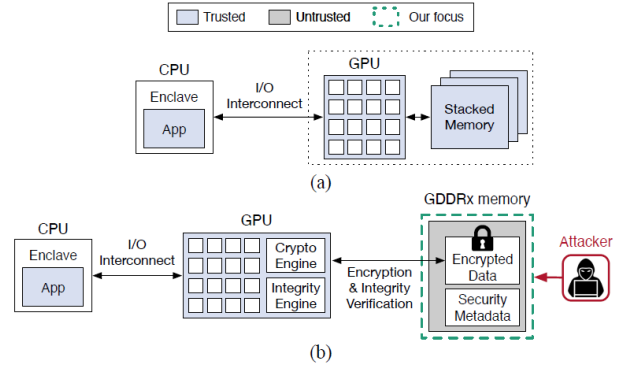 Trusted
Untrusted
Our focus
GPU
CPU
I/O
Interconnect
Enclave
App
Stacked
Memory
(a)
GDDRx memory
GPU
CPU
I/O
Interconnect
Enclave
App
Crypto
Engine
Integrity
Engine
Encryption
& Integrity
Verification
Encrypted
Data
Security
Metadata
Attacker
(b)